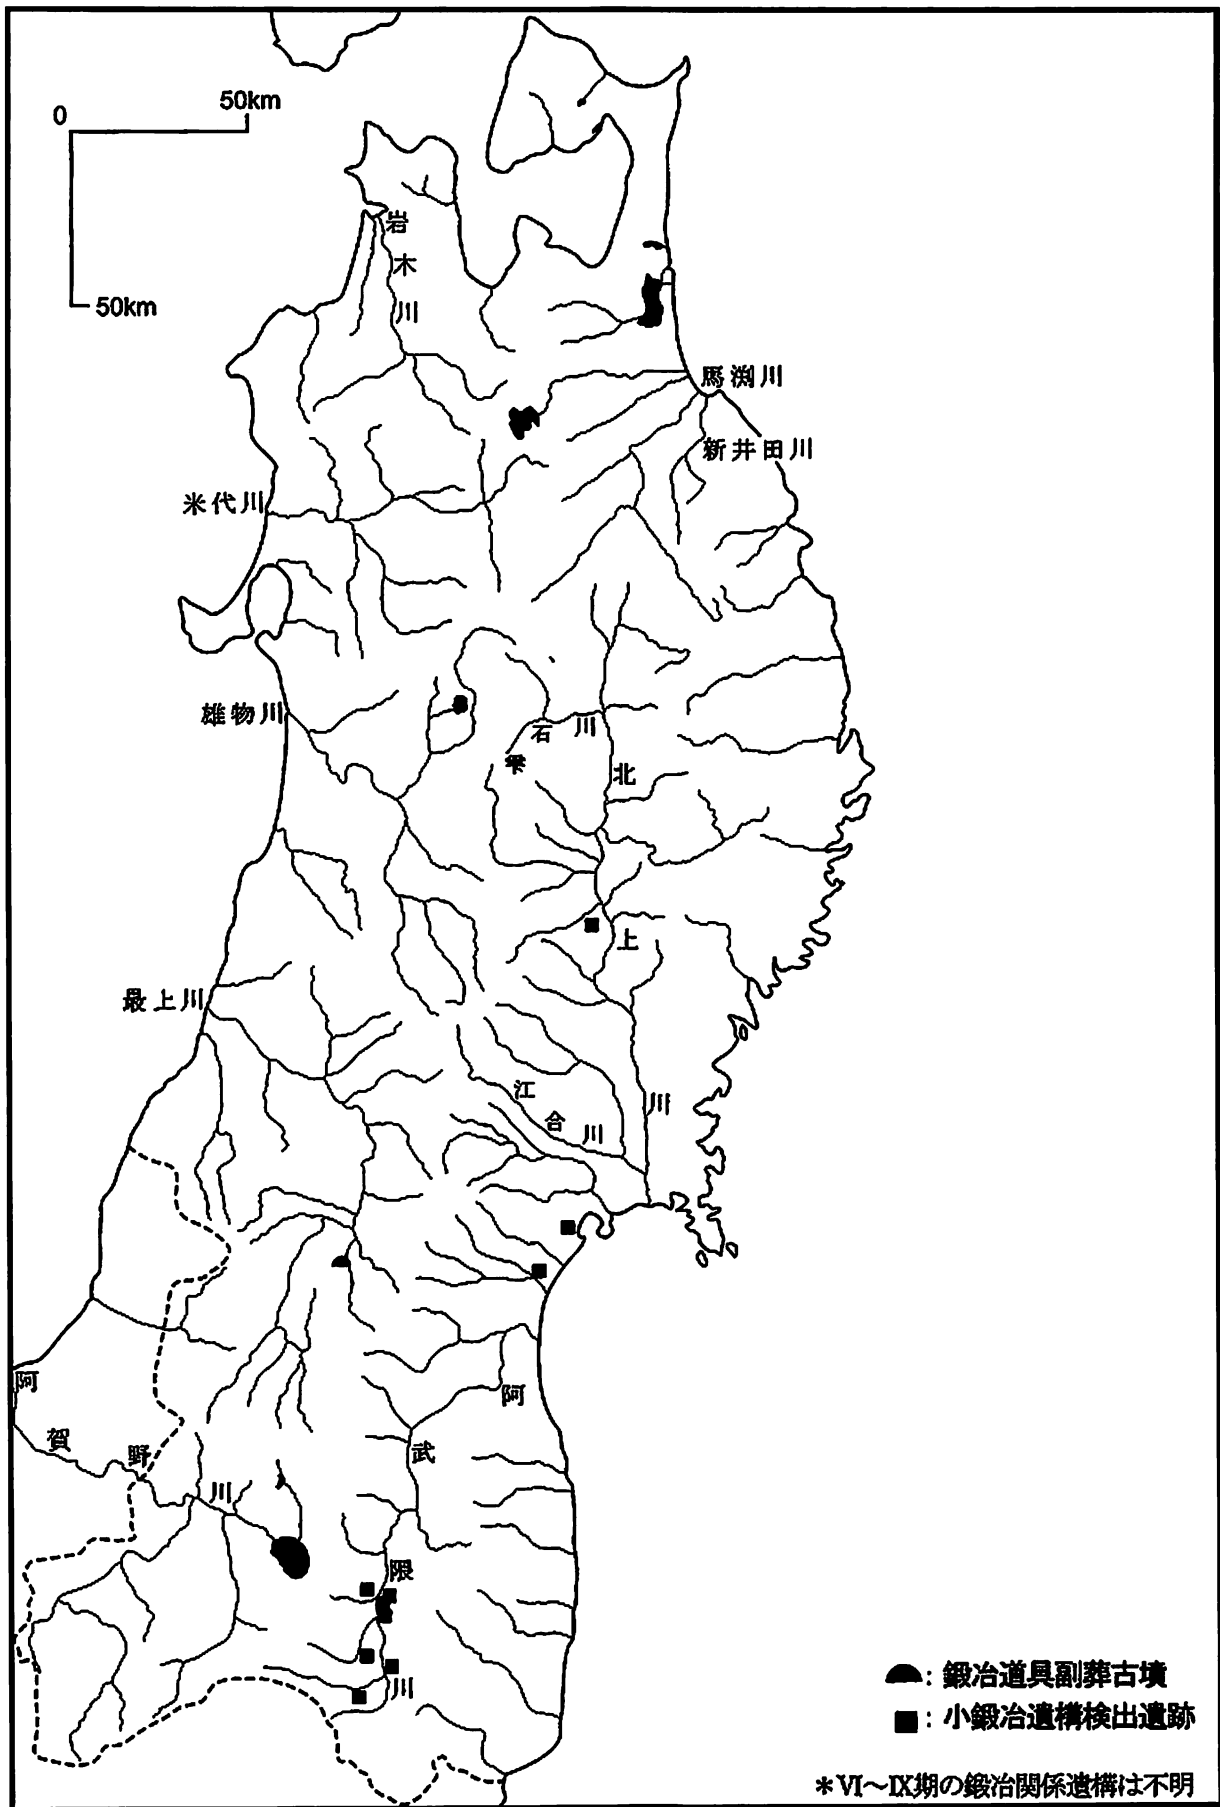 0
50km
50km
岩木川
馬渕川
新井田川
米代川
雄物川
雫石川
北上川
最上川
江合川
阿賀野川
阿武隈川
: 鍛冶道具副葬古墳
: 小鍛冶遺構検出遺跡
*Ⅵ〜Ⅸ期の鍛冶関係遺構は不明